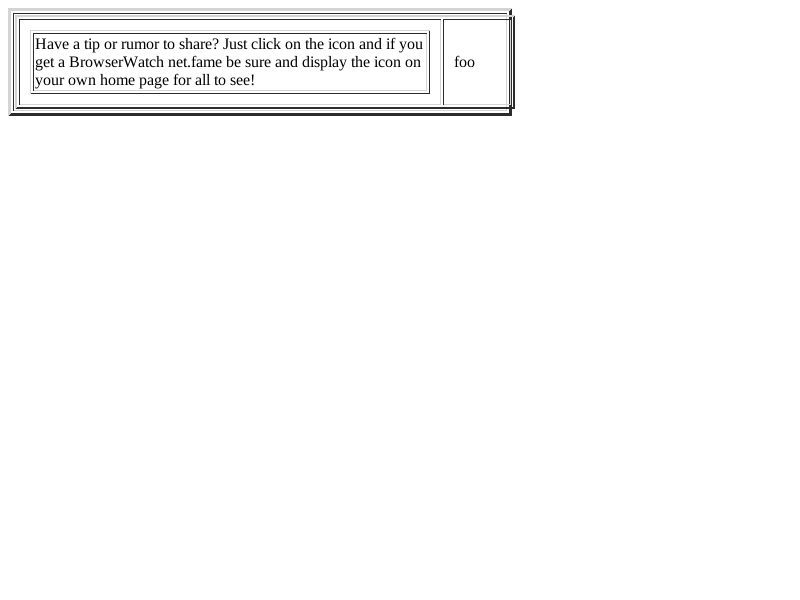 Have a tip or rumor to share? Just click on the icon and if you
get a BrowserWatch net.fame be sure and display the icon on
your own home page for all to see!
foo